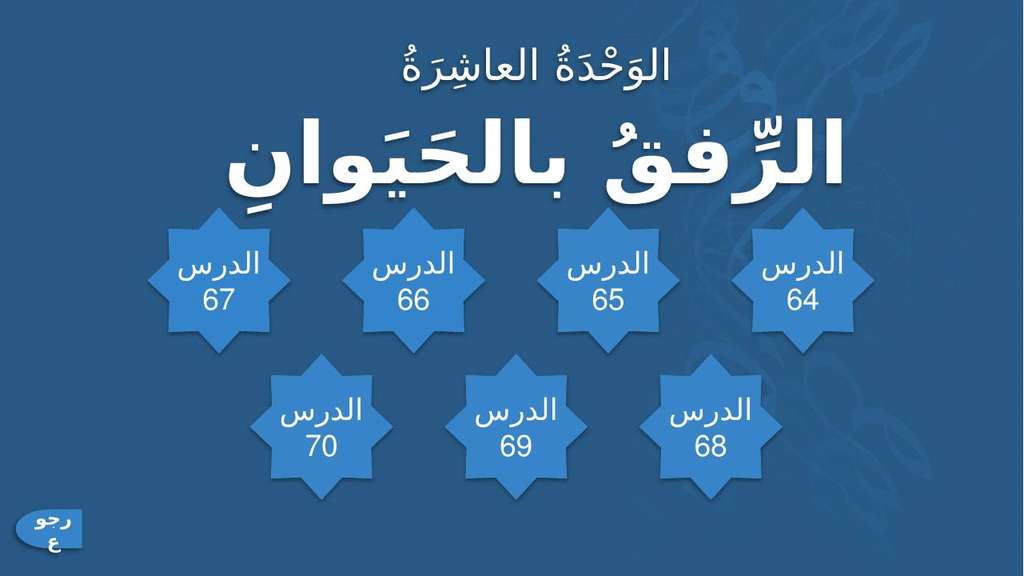 الوَحْدَةُ العاشِرَةُ
الرِّفقُ بالحَيَوانِ
الدرس
64
الدرس
65
الدرس
66
الدرس
67
الدرس
68
الدرس
69
الدرس
70
رجو
ع